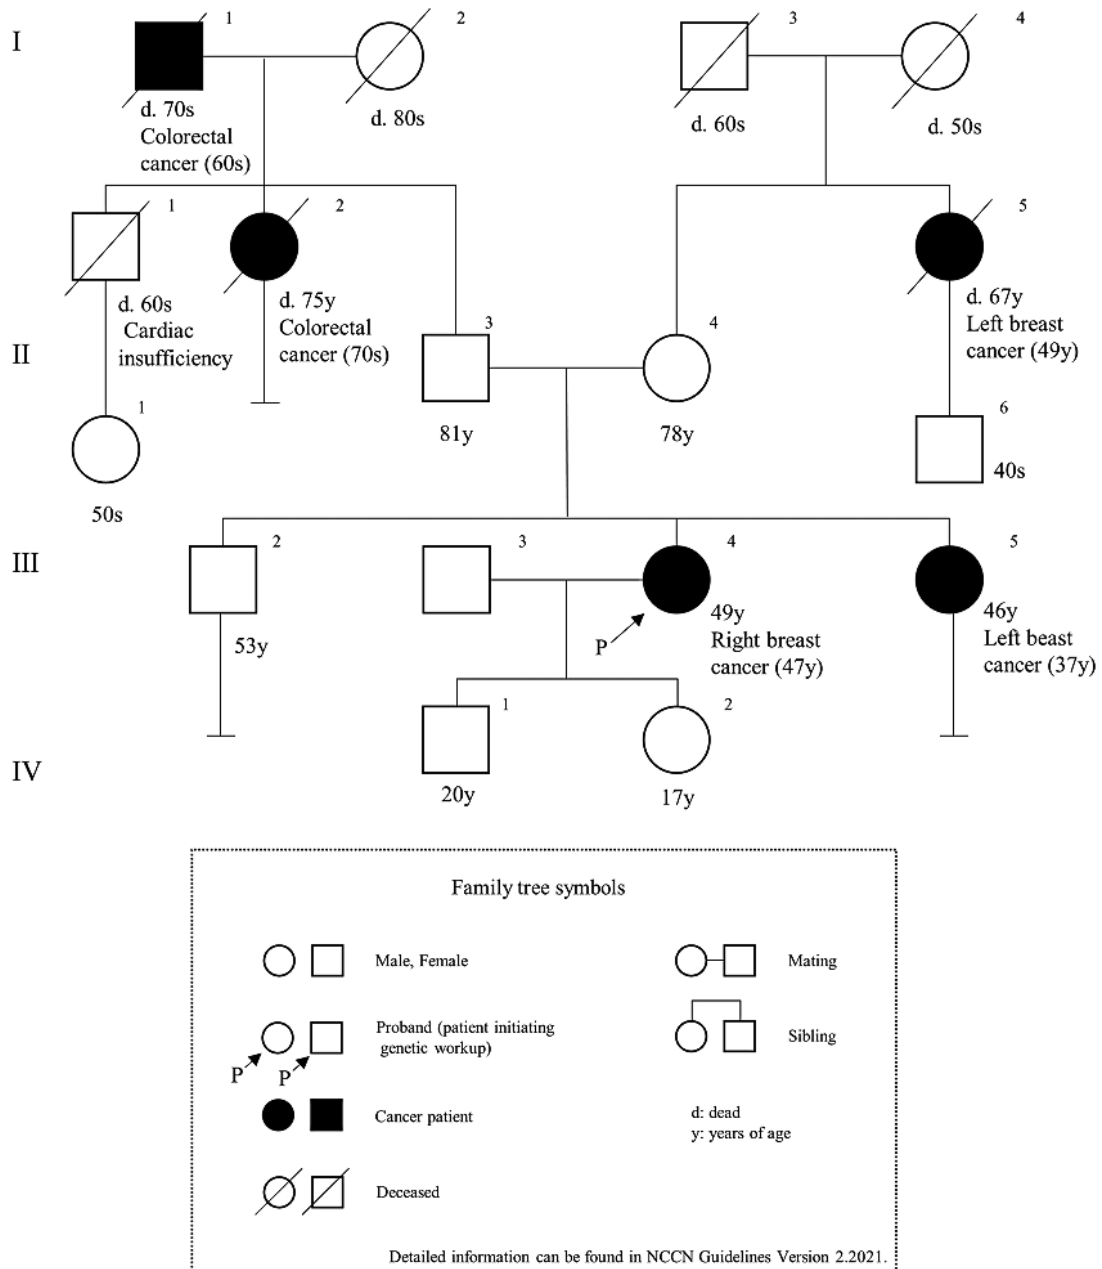 I
1
2
3
4
d. 70s
Colorectal
cancer (60s)
d. 80s
d. 60s
d. 50s
II
1
2
3
4
5
d. 60s
Cardiac
insufficiency
d. 75y
Colorectal
cancer (70s)
81y
78y
d. 67y
Left breast
cancer (49y)
1
50s
6
40s
III
2
3
4
5
53y
P
49y
Right breast
cancer (47y)
46y
Left beast
cancer (37y)
IV
1
2
20y
17y
Family tree symbols
Male, Female
Mating
Proband (patient initiating
genetic workup)
P
P
Sibling
Cancer patient
d: dead
y: years of age
Deceased
Detailed information can be found in NCCN Guidelines Version 2.2021.